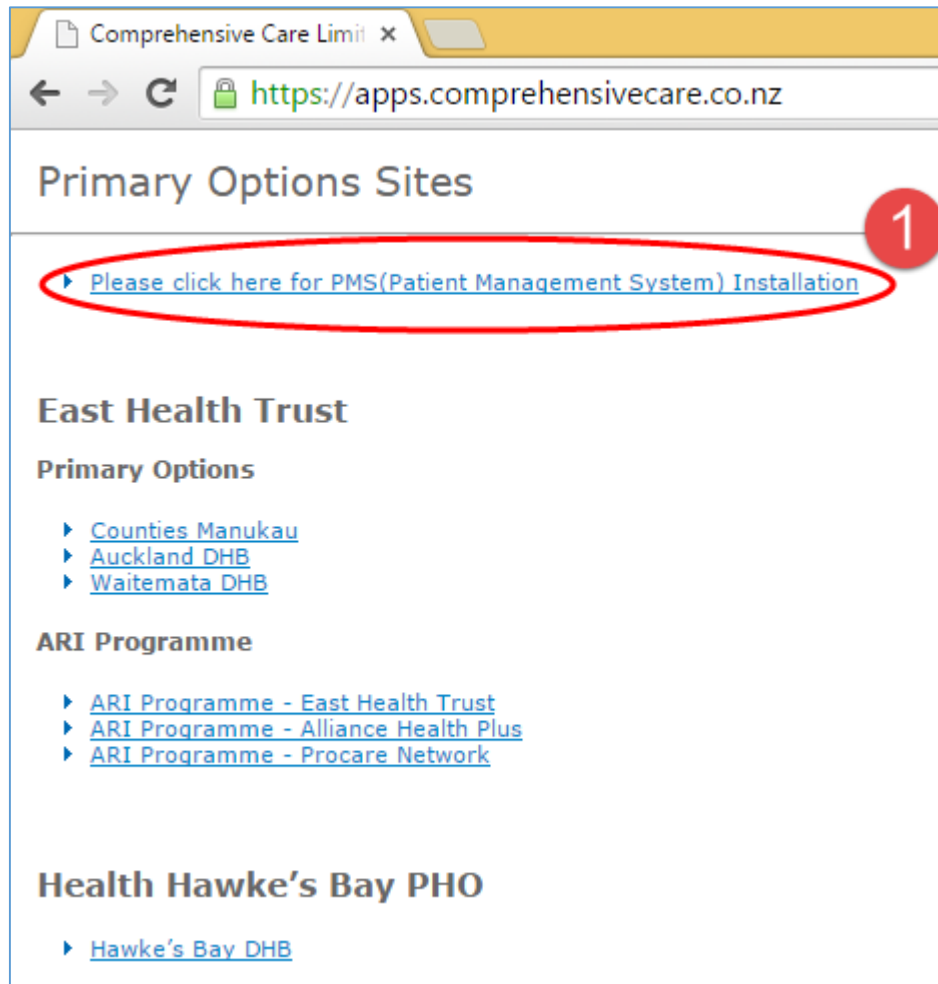 Comprehensive Care Limit
https://apps.comprehensivecare.co.nz
Primary Options Sites
1
Please click here for PMS(Patient Management System) Installation
East Health Trust
Primary Options
Counties Manukau
Auckland DHB
Waitemata DHB
ARI Programme
ARI Programme - East Health Trust
ARI Programme - Alliance Health Plus
ARI Programme - Procare Network
Health Hawke’s Bay PHO
Hawke’s Bay DHB